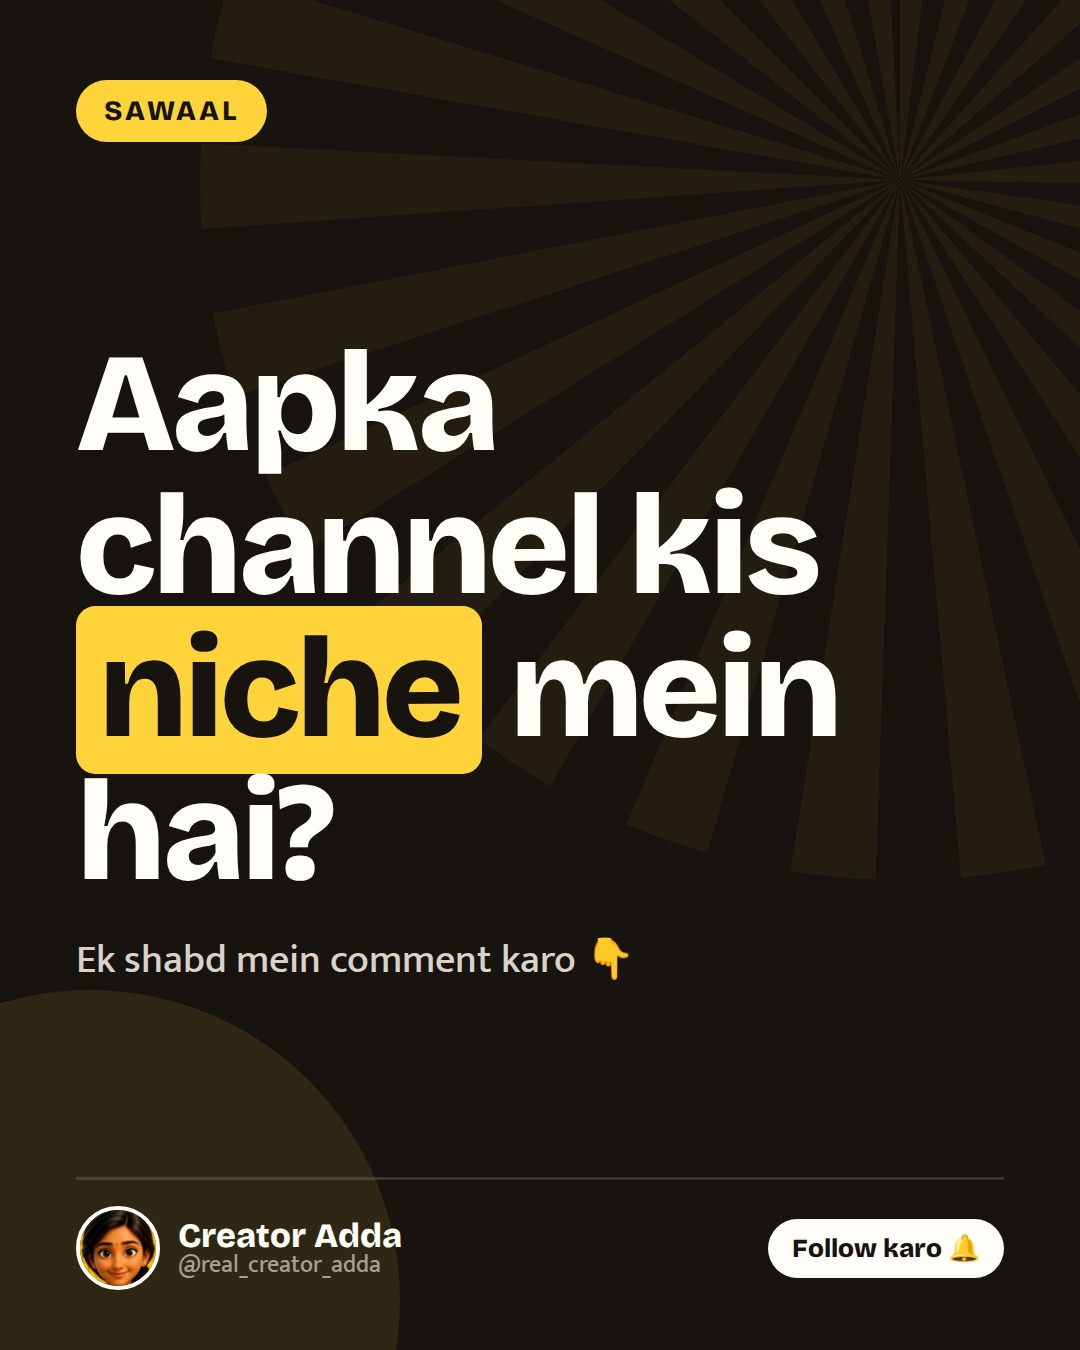 SAWAAL
Aapka
channel kis
niche mein
hai?
Ek shabd mein comment karo 👇
Creator Adda
@real_creator_adda
Follow karo 🔔